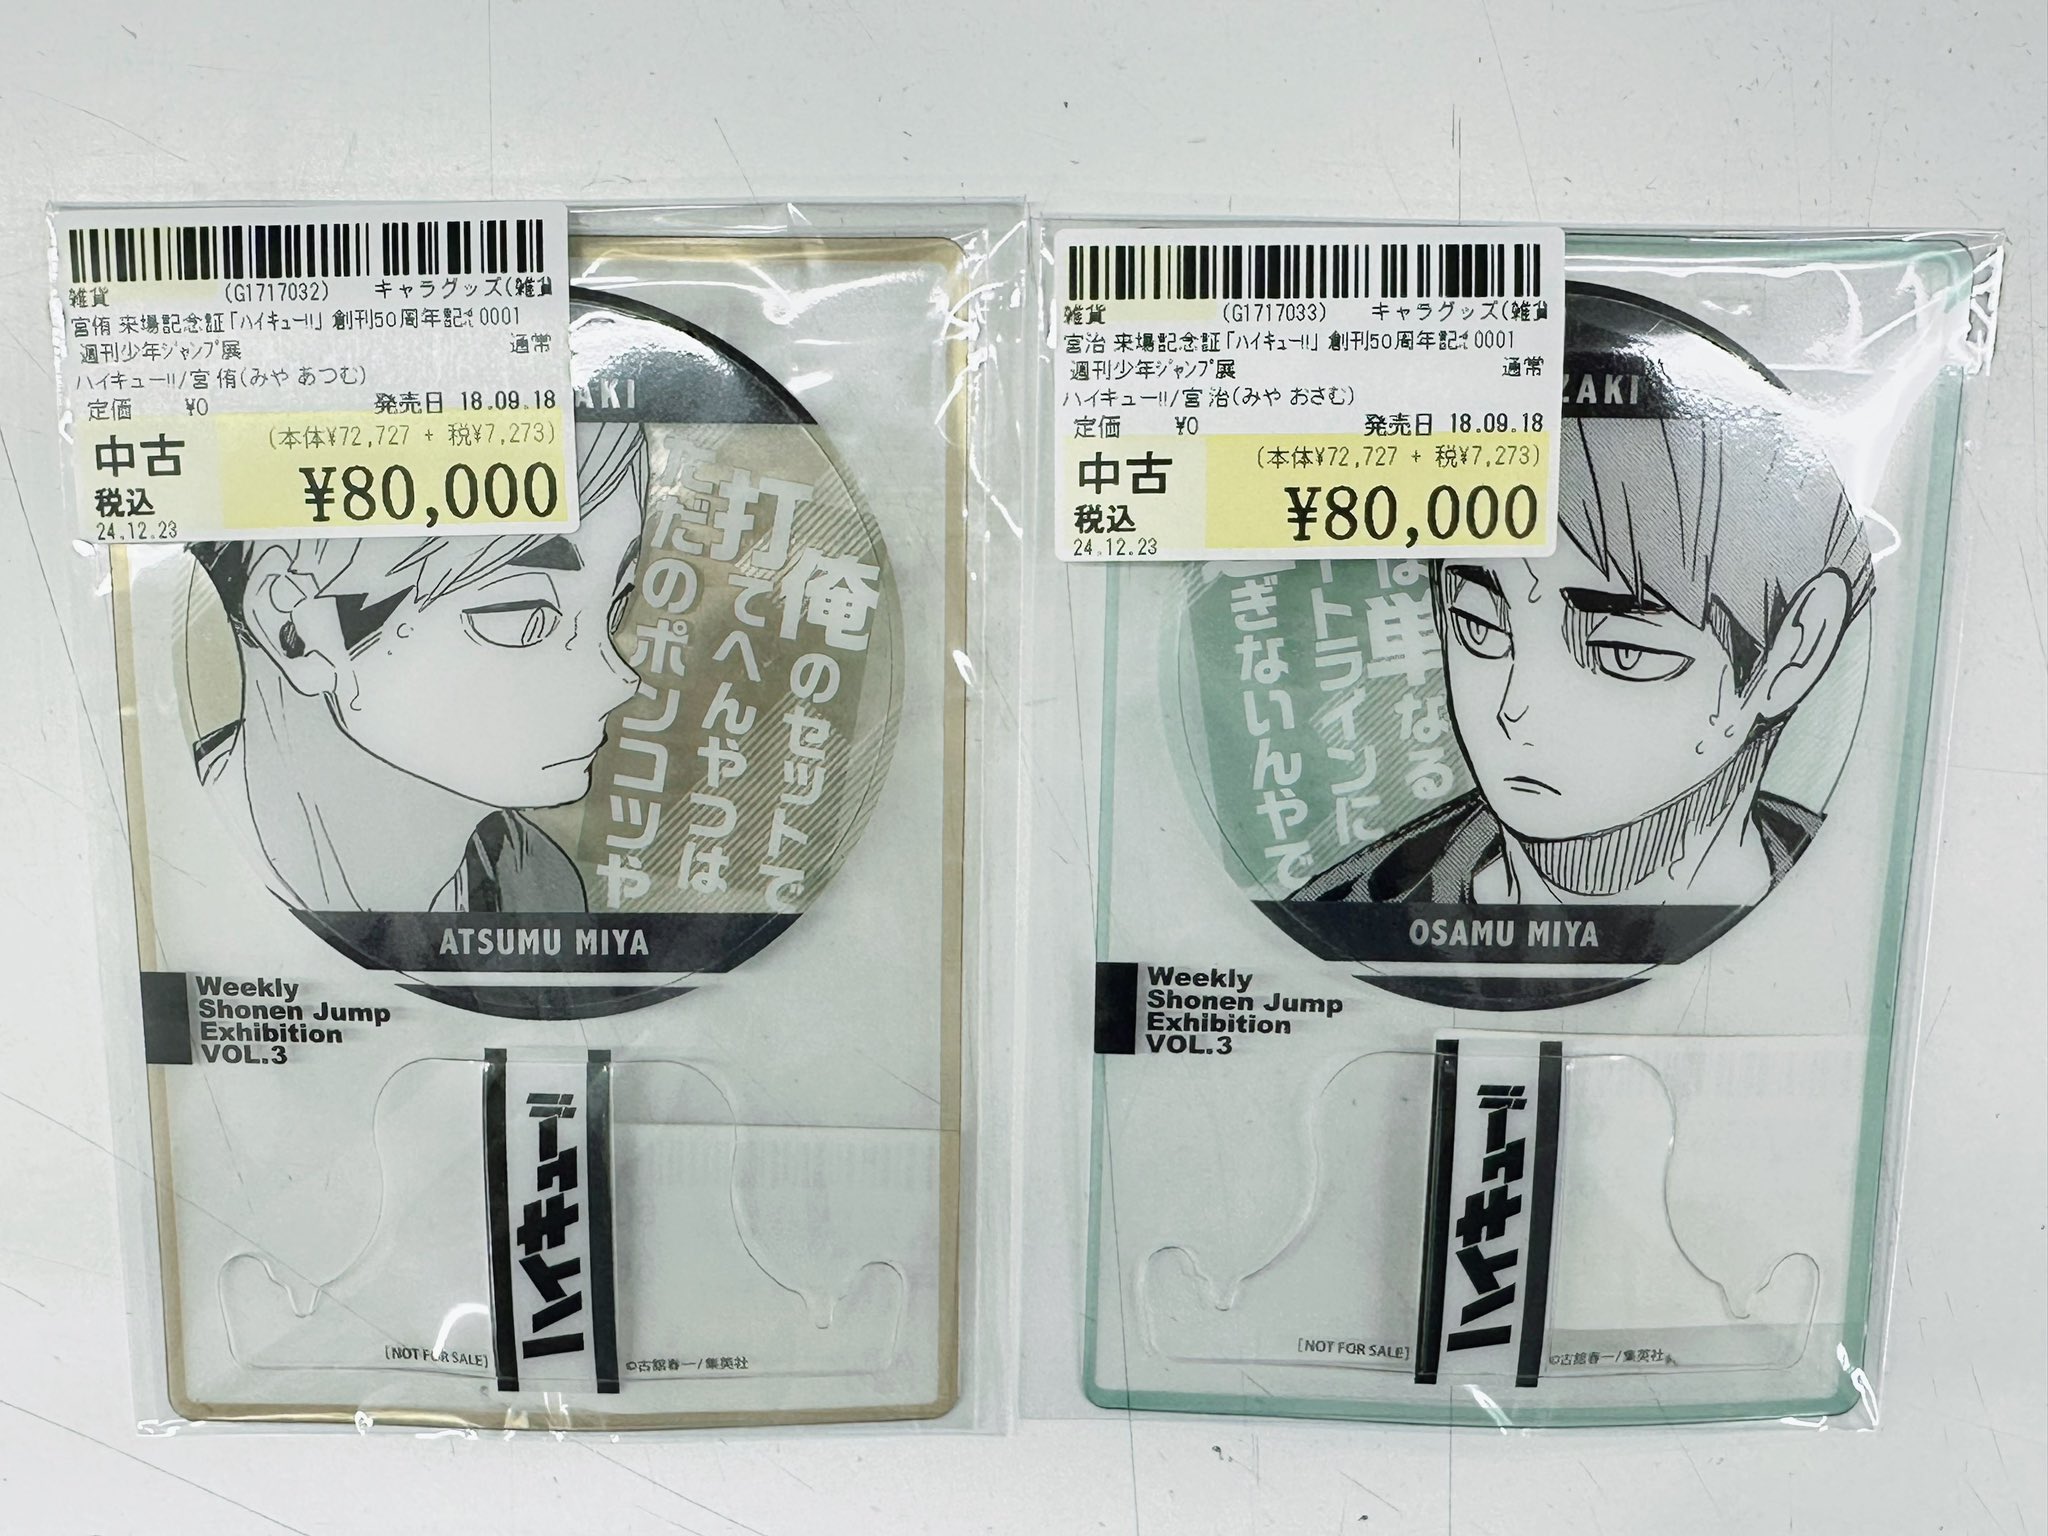 雑貨 (G1717032) キャラグッズ(雑貨
宮侑 来場記念証「ハイキュー!!」 創刊50周年記念 0001
週刊少年ジャンプ展 通常
ハイキュー!!/宮 侑(みや あつむ)
定価 ¥0 発売日 18.09.18
中古 (本体¥72,727 + 税¥7,273)
税込 ¥80,000
24.12.23
AKI
俺のセットで
打てへんやつは
ただのポンコツや
ATSUMU MIYA
Weekly
Shonen Jump
Exhibition
VOL.3
ハイキュー!!
[NOT FOR SALE]
©古舘春一/集英社
雑貨 (G1717033) キャラグッズ(雑貨
宮治 来場記念証「ハイキュー!!」 創刊50周年記念 0001
週刊少年ジャンプ展 通常
ハイキュー!!/宮 治(みや おさむ)
定価 ¥0 発売日 18.09.18
中古 (本体¥72,727 + 税¥7,273)
税込 ¥80,000
24.12.23
ZAKI
は単なる
ートラインに
ぎないんやで
OSAMU MIYA
Weekly
Shonen Jump
Exhibition
VOL.3
ハイキュー!!
[NOT FOR SALE]
©古舘春一/集英社